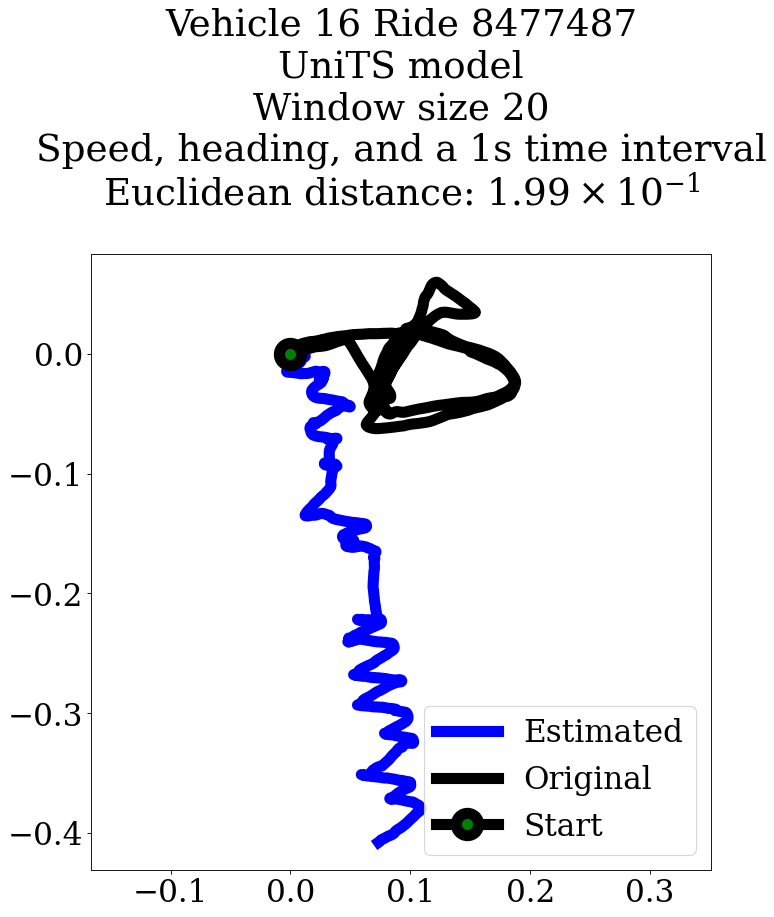 Vehicle 16 Ride 8477487
UniTS model
Window size 20
Speed, heading, and a 1s time interval
Euclidean distance: 1.99 × 10⁻¹
0.0
−0.1
−0.2
−0.3
−0.4
−0.1 0.0 0.1 0.2 0.3
Estimated
Original
Start